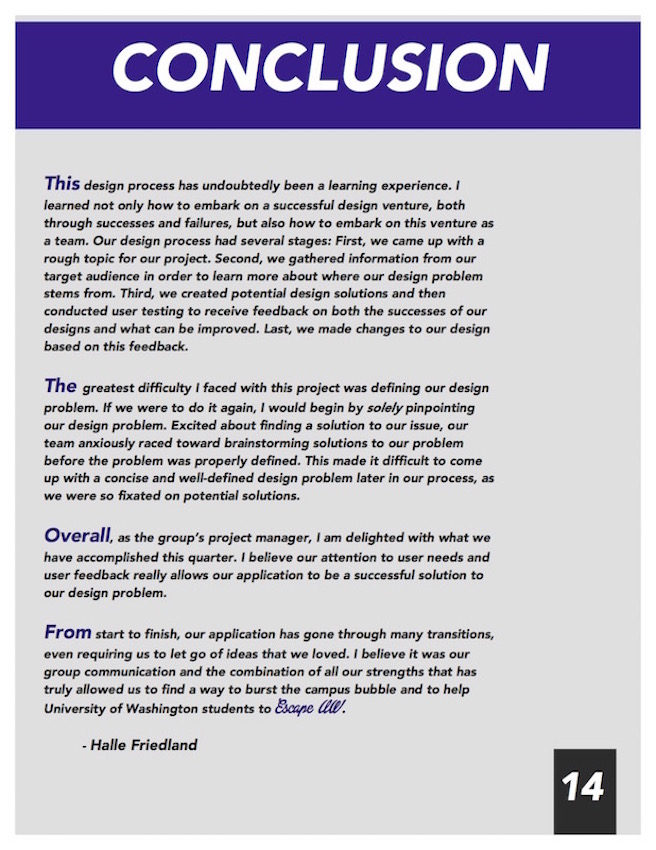 CONCLUSION
This design process has undoubtedly been a learning experience. I
learned not only how to embark on a successful design venture, both
through successes and failures, but also how to embark on this venture as
a team. Our design process had several stages: First, we came up with a
rough topic for our project. Second, we gathered information from our
target audience in order to learn more about where our design problem
stems from. Third, we created potential design solutions and then
conducted user testing to receive feedback on both the successes of our
designs and what can be improved. Last, we made changes to our design
based on this feedback.
The greatest difficulty I faced with this project was defining our design
problem. If we were to do it again, I would begin by solely pinpointing
our design problem. Excited about finding a solution to our issue, our
team anxiously raced toward brainstorming solutions to our problem
before the problem was properly defined. This made it difficult to come
up with a concise and well-defined design problem later in our process, as
we were so fixated on potential solutions.
Overall, as the group's project manager, I am delighted with what we
have accomplished this quarter. I believe our attention to user needs and
user feedback really allows our application to be a successful solution to
our design problem.
From start to finish, our application has gone through many transitions,
even requiring us to let go of ideas that we loved. I believe it was our
group communication and the combination of all our strengths that has
truly allowed us to find a way to burst the campus bubble and to help
University of Washington students to Escape UW.
- Halle Friedland
14